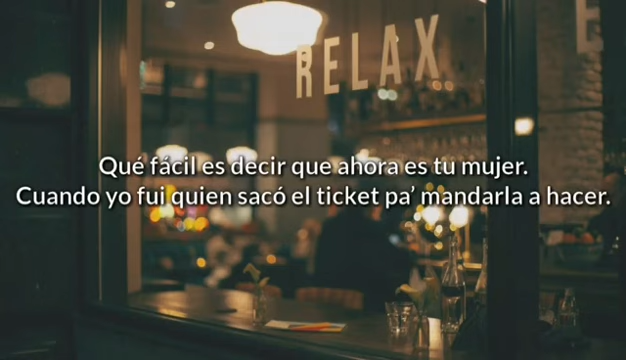 RELAX
Qué fácil es decir que ahora es tu mujer.
Cuando yo fui quien sacó el ticket pa’ mandarla a hacer.